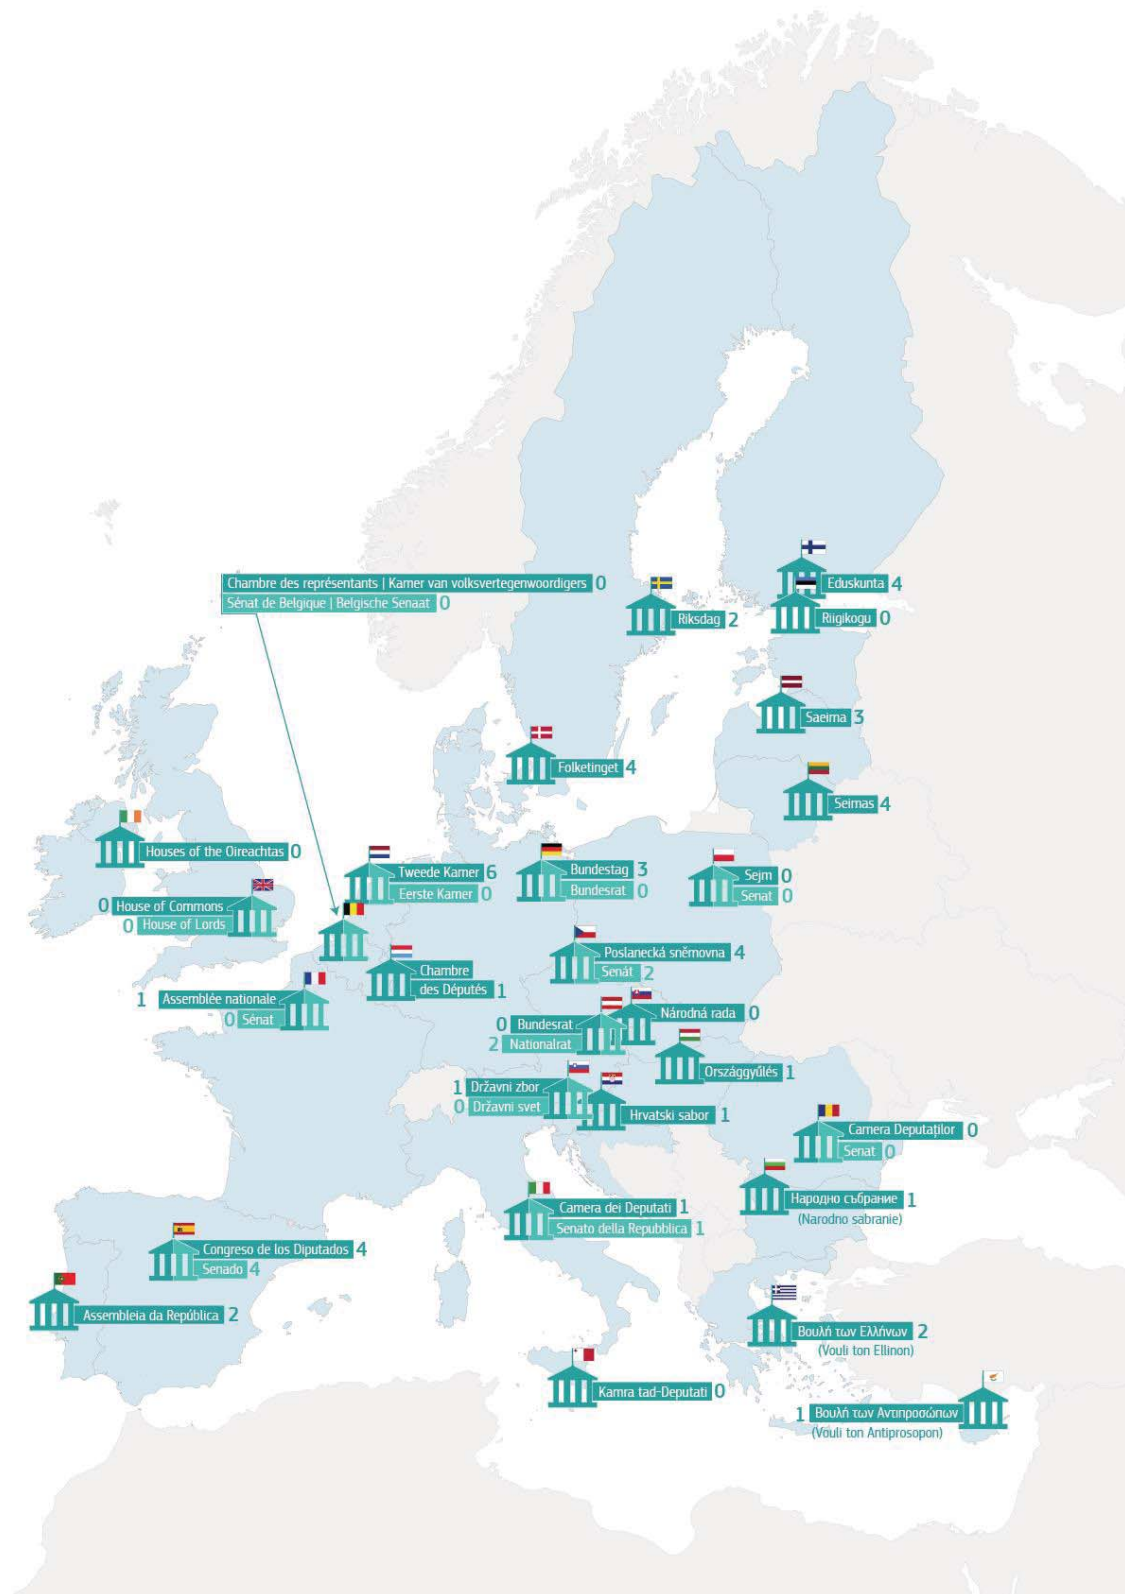 Eduskunta 4
Chambre des représentants | Kamer van volksvertegenwoordigers 0
Sénat de Belgique | Belgische Senaat 0
Riksdag 2
Riigikogu 0
Saeima 3
Folketinget 4
Seimas 4
Houses of the Oireachtas 0
Tweede Kamer 6
Eerste Kamer 0
Bundestag 3
Bundesrat 0
Sejm 0
Senat 0
0 House of Commons
0 House of Lords
Poslanecká sněmovna 4
Senát 2
Chambre
des Députés 1
1 Assemblée nationale
0 Sénat
Národná rada 0
0 Bundesrat
2 Nationalrat
Országgyűlés 1
1 Državni zbor
0 Državni svet
Hrvatski sabor 1
Camera Deputaților 0
Senat 0
Народно събрание 1
(Narodno sabranie)
Camera dei Deputati 1
Senato della Repubblica 1
Congreso de los Diputados 4
Senado 4
Assembleia da República 2
Βουλή των Ελλήνων 2
(Vouli ton Ellinon)
Kamra tad-Deputati 0
1 Βουλή των Αντιπροσώπων
(Vouli ton Antiprosopon)